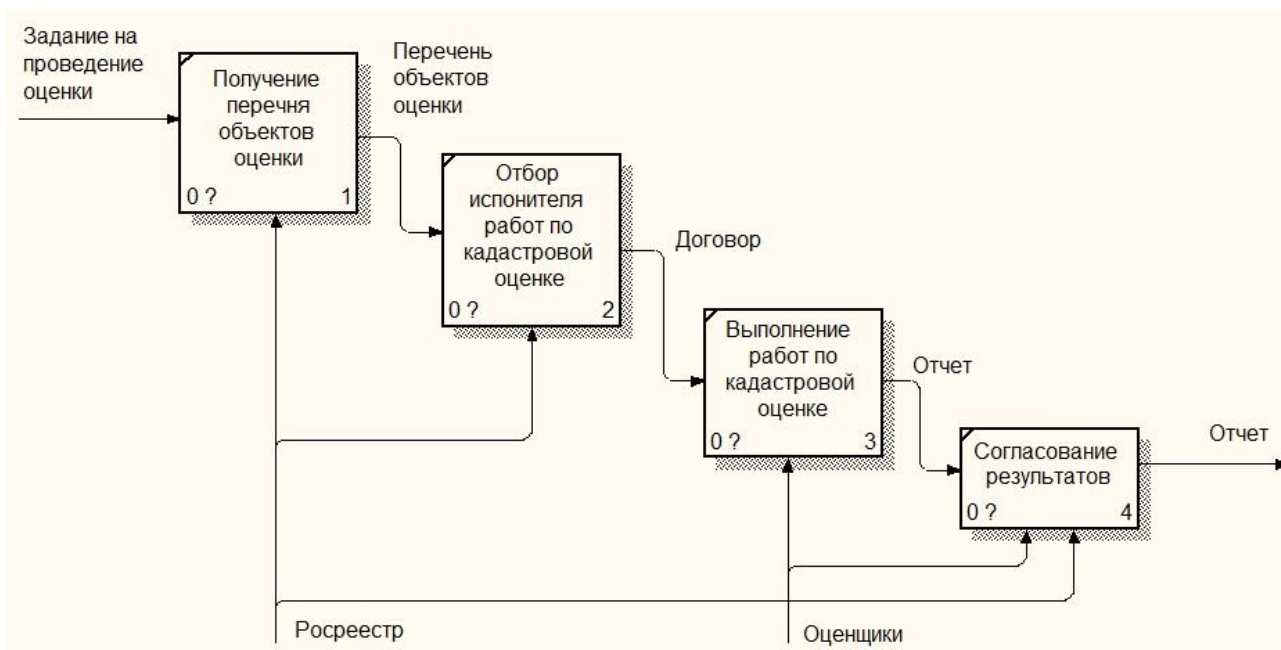 Задание на
проведение
оценки
Получение
перечня
объектов
оценки
0 ?
1
Перечень
объектов
оценки
Отбор
испонителя
работ по
кадастровой
оценке
0 ?
2
Договор
Выполнение
работ по
кадастровой
оценке
0 ?
3
Отчет
Согласование
результатов
0 ?
4
Отчет
Росреестр
Оценщики